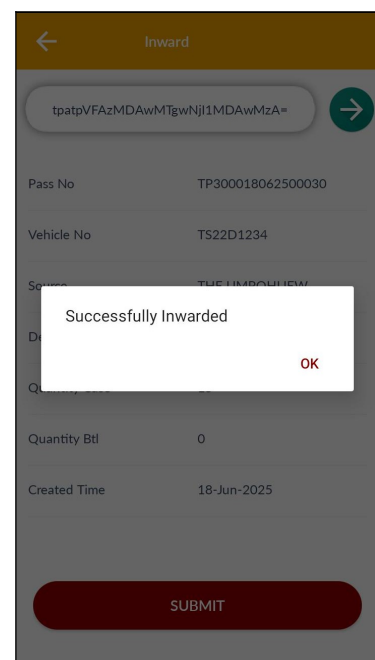 Inward
tpatpVFAzMDAwMTgwNjI1MDAwMzA=
Pass No TP300018062500030
Vehicle No TS22D1234
Successfully Inwarded
OK
Quantity Btl 0
Created Time 18-Jun-2025
SUBMIT